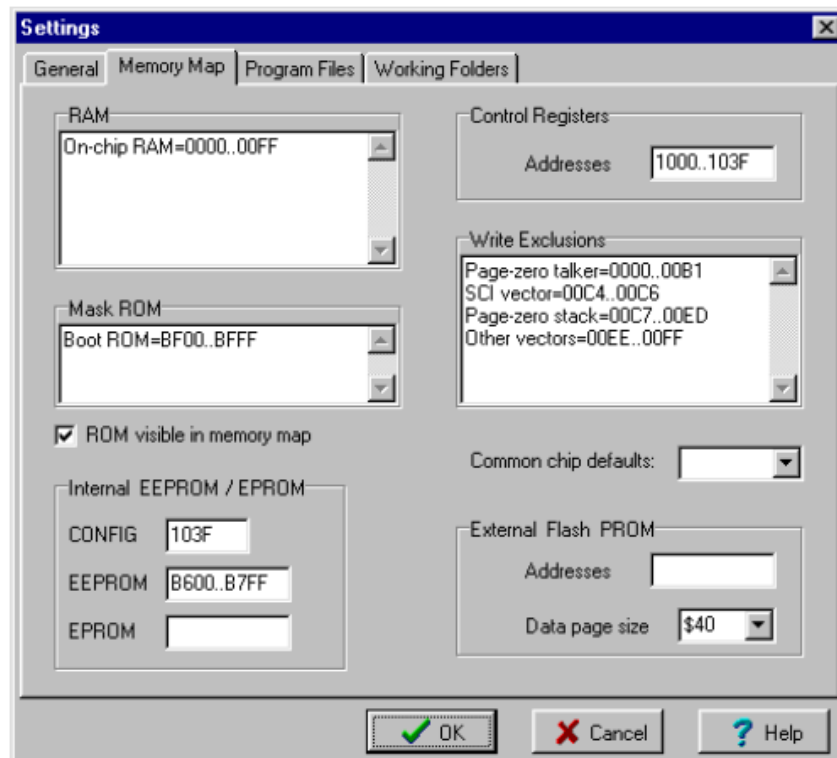 Settings
General
Memory Map
Program Files
Working Folders
RAM
On-chip RAM=0000..00FF
Mask ROM
Boot ROM=BF00..BFFF
ROM visible in memory map
Internal EEPROM / EPROM
CONFIG 103F
EEPROM B600..B7FF
EPROM
Control Registers
Addresses 1000..103F
Write Exclusions
Page-zero talker=0000..00B1
SCI vector=00C4..00C6
Page-zero stack=00C7..00ED
Other vectors=00EE..00FF
Common chip defaults:
External Flash PROM
Addresses
Data page size $40
OK
Cancel
? Help